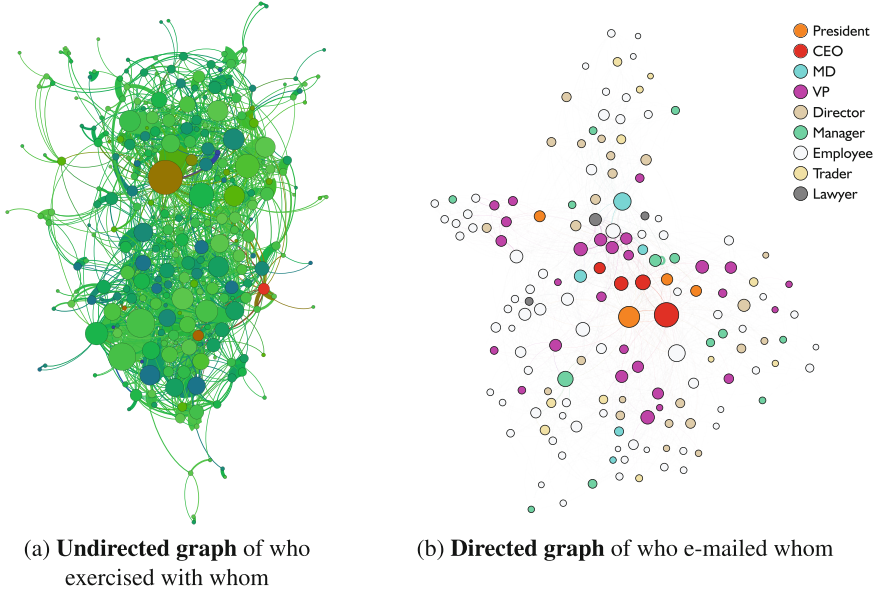 President
CEO
MD
VP
Director
Manager
Employee
Trader
Lawyer
(a) Undirected graph of who
exercised with whom
(b) Directed graph of who e-mailed whom